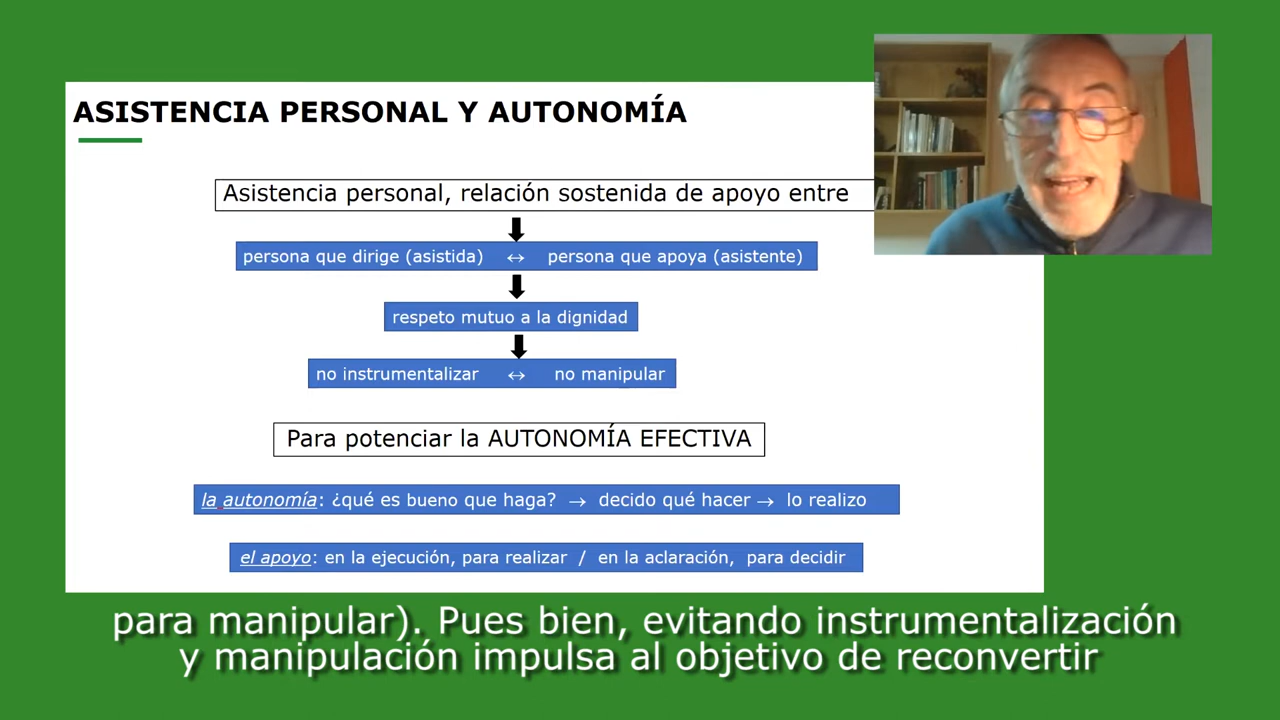 ASISTENCIA PERSONAL Y AUTONOMÍA
Asistencia personal, relación sostenida de apoyo entre
persona que dirige (asistida) ↔ persona que apoya (asistente)
respeto mutuo a la dignidad
no instrumentalizar ↔ no manipular
Para potenciar la AUTONOMÍA EFECTIVA
la autonomía: ¿qué es bueno que haga? → decido qué hacer → lo realizo
el apoyo: en la ejecución, para realizar / en la aclaración, para decidir
para manipular). Pues bien, evitando instrumentalización
y manipulación impulsa al objetivo de reconvertir